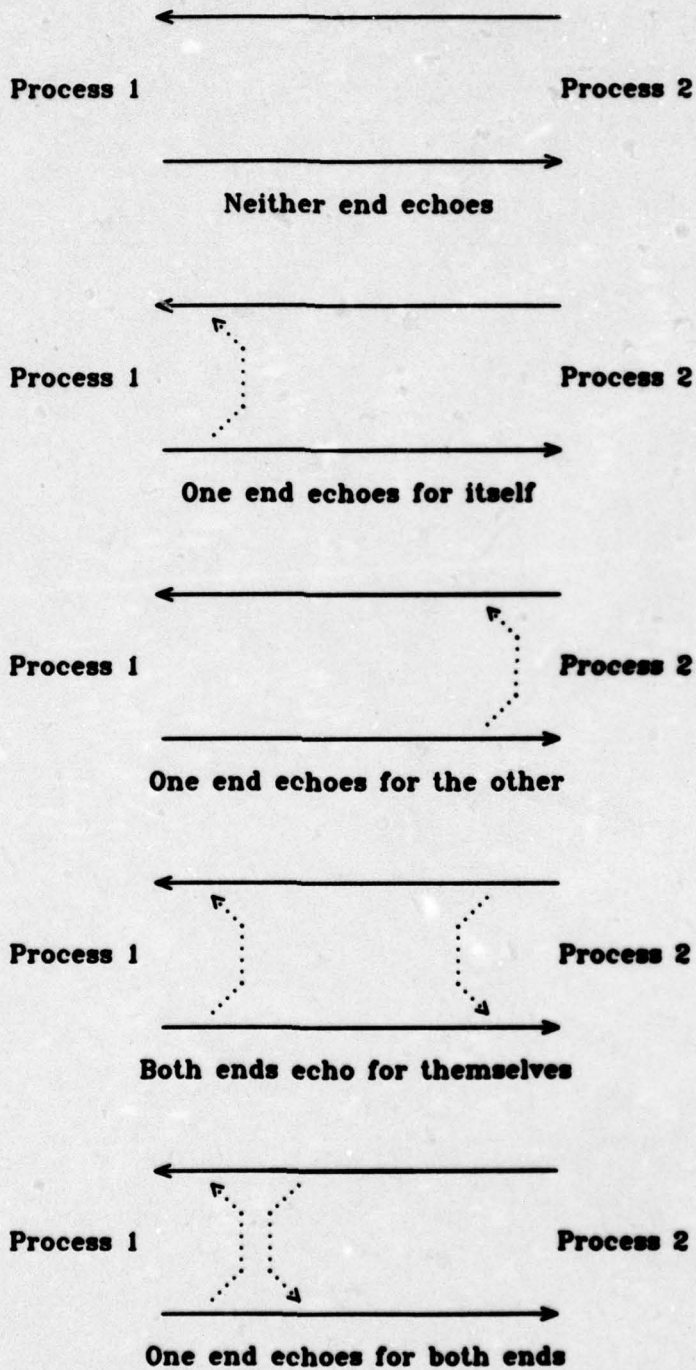 Process 1 Process 2
Neither end echoes
Process 1 Process 2
One end echoes for itself
Process 1 Process 2
One end echoes for the other
Process 1 Process 2
Both ends echo for themselves
Process 1 Process 2
One end echoes for both ends